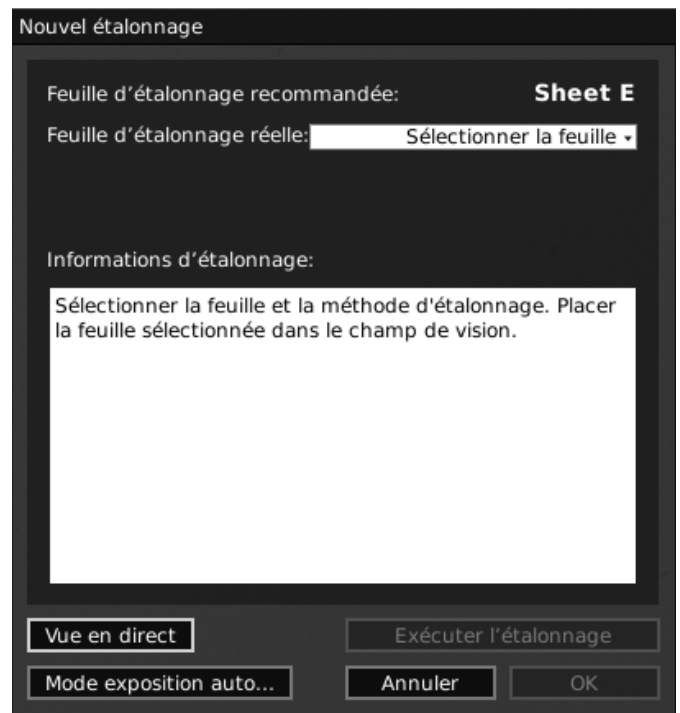 Nouvel étalonnage
Feuille d’étalonnage recommandée: Sheet E
Feuille d’étalonnage réelle: Sélectionner la feuille
Informations d’étalonnage:
Sélectionner la feuille et la méthode d'étalonnage. Placer
la feuille sélectionnée dans le champ de vision.
Vue en direct Exécuter l’étalonnage
Mode exposition auto... Annuler OK